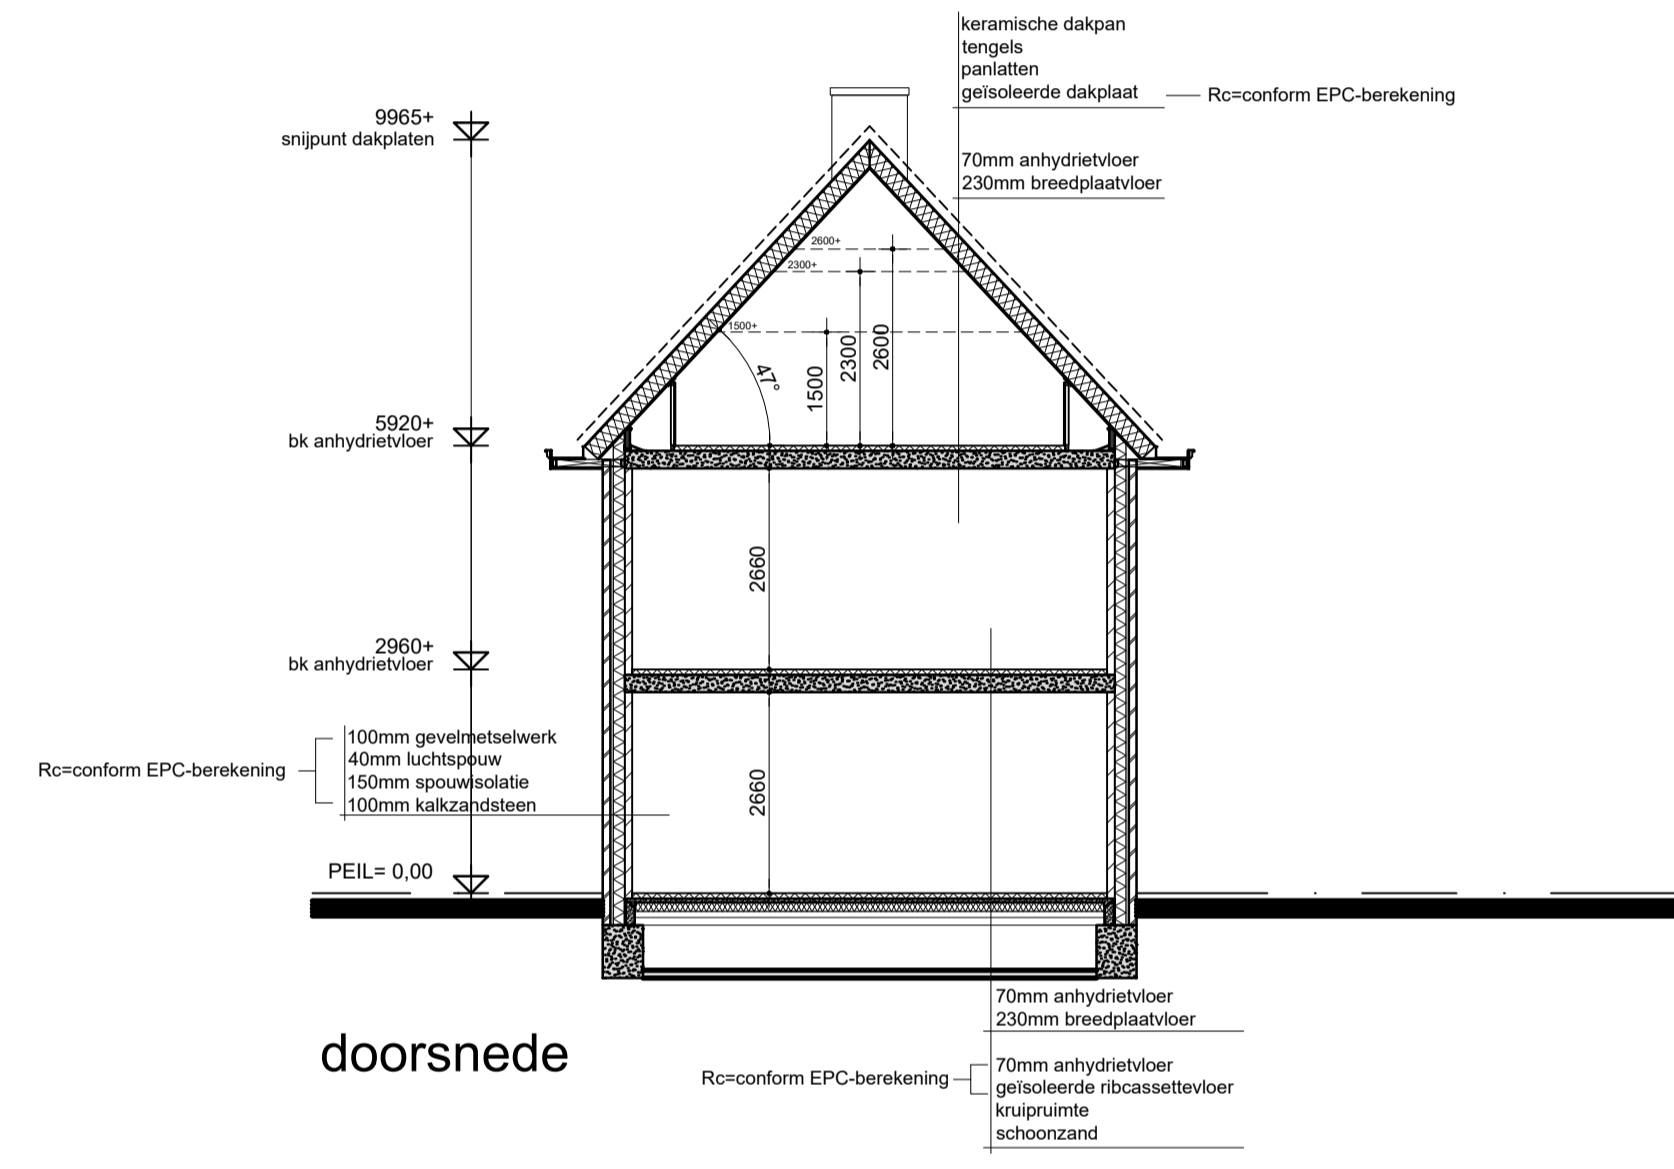 keramische dakpan
tengels
panlatten
geïsoleerde dakplaat
Rc=conform EPC-berekening
70mm anhydrietvloer
230mm breedplaatvloer
9965+
snijpunt dakplaten
2600+
2300+
1500+
47°
1500
2300
2600
5920+
bk anhydrietvloer
2660
2960+
bk anhydrietvloer
100mm gevelmetselwerk
40mm luchtspouw
150mm spouwisolatie
100mm kalkzandsteen
Rc=conform EPC-berekening
2660
PEIL= 0,00
doorsnede
70mm anhydrietvloer
230mm breedplaatvloer
Rc=conform EPC-berekening
70mm anhydrietvloer
geïsoleerde ribcassettevloer
kruipruimte
schoonzand